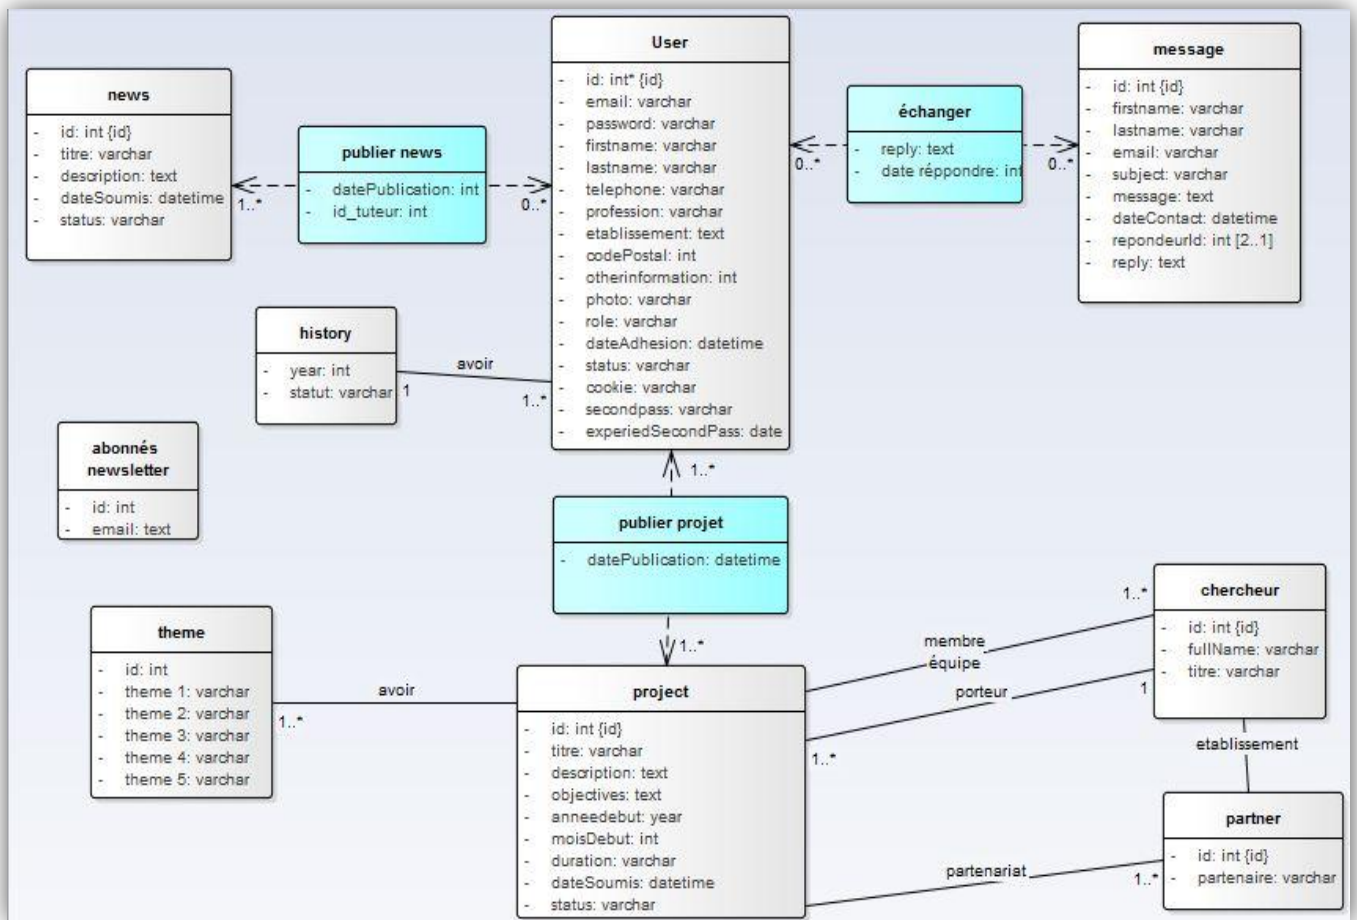 news
- id: int {id}
- titre: varchar
- description: text
- dateSoumis: datetime
- status: varchar
1..*
publier news
- datePublication: int
- id_tuteur: int
0..*
User
- id: int* {id}
- email: varchar
- password: varchar
- firstname: varchar
- lastname: varchar
- telephone: varchar
- profession: varchar
- etablissement: text
- codePostal: int
- otherinformation: int
- photo: varchar
- role: varchar
- dateAdhesion: datetime
- status: varchar
- cookie: varchar
- secondpass: varchar
- experiedSecondPass: date
0..*
échanger
- reply: text
- date réppondre: int
0..*
message
- id: int {id}
- firstname: varchar
- lastname: varchar
- email: varchar
- subject: varchar
- message: text
- dateContact: datetime
- repondeurId: int [2..1]
- reply: text
history
- year: int
- statut: varchar
1
avoir
1..*
abonnés
newsletter
- id: int
- email: text
1..*
publier projet
- datePublication: datetime
1..*
theme
- id: int
- theme 1: varchar
- theme 2: varchar
- theme 3: varchar
- theme 4: varchar
- theme 5: varchar
1..*
avoir
project
- id: int {id}
- titre: varchar
- description: text
- objectives: text
- anneedebut: year
- moisDebut: int
- duration: varchar
- dateSoumis: datetime
- status: varchar
membre
équipe
1..*
porteur
1
1..*
chercheur
- id: int {id}
- fullName: varchar
- titre: varchar
etablissement
partner
- id: int {id}
- partenaire: varchar
partenariat
1..*